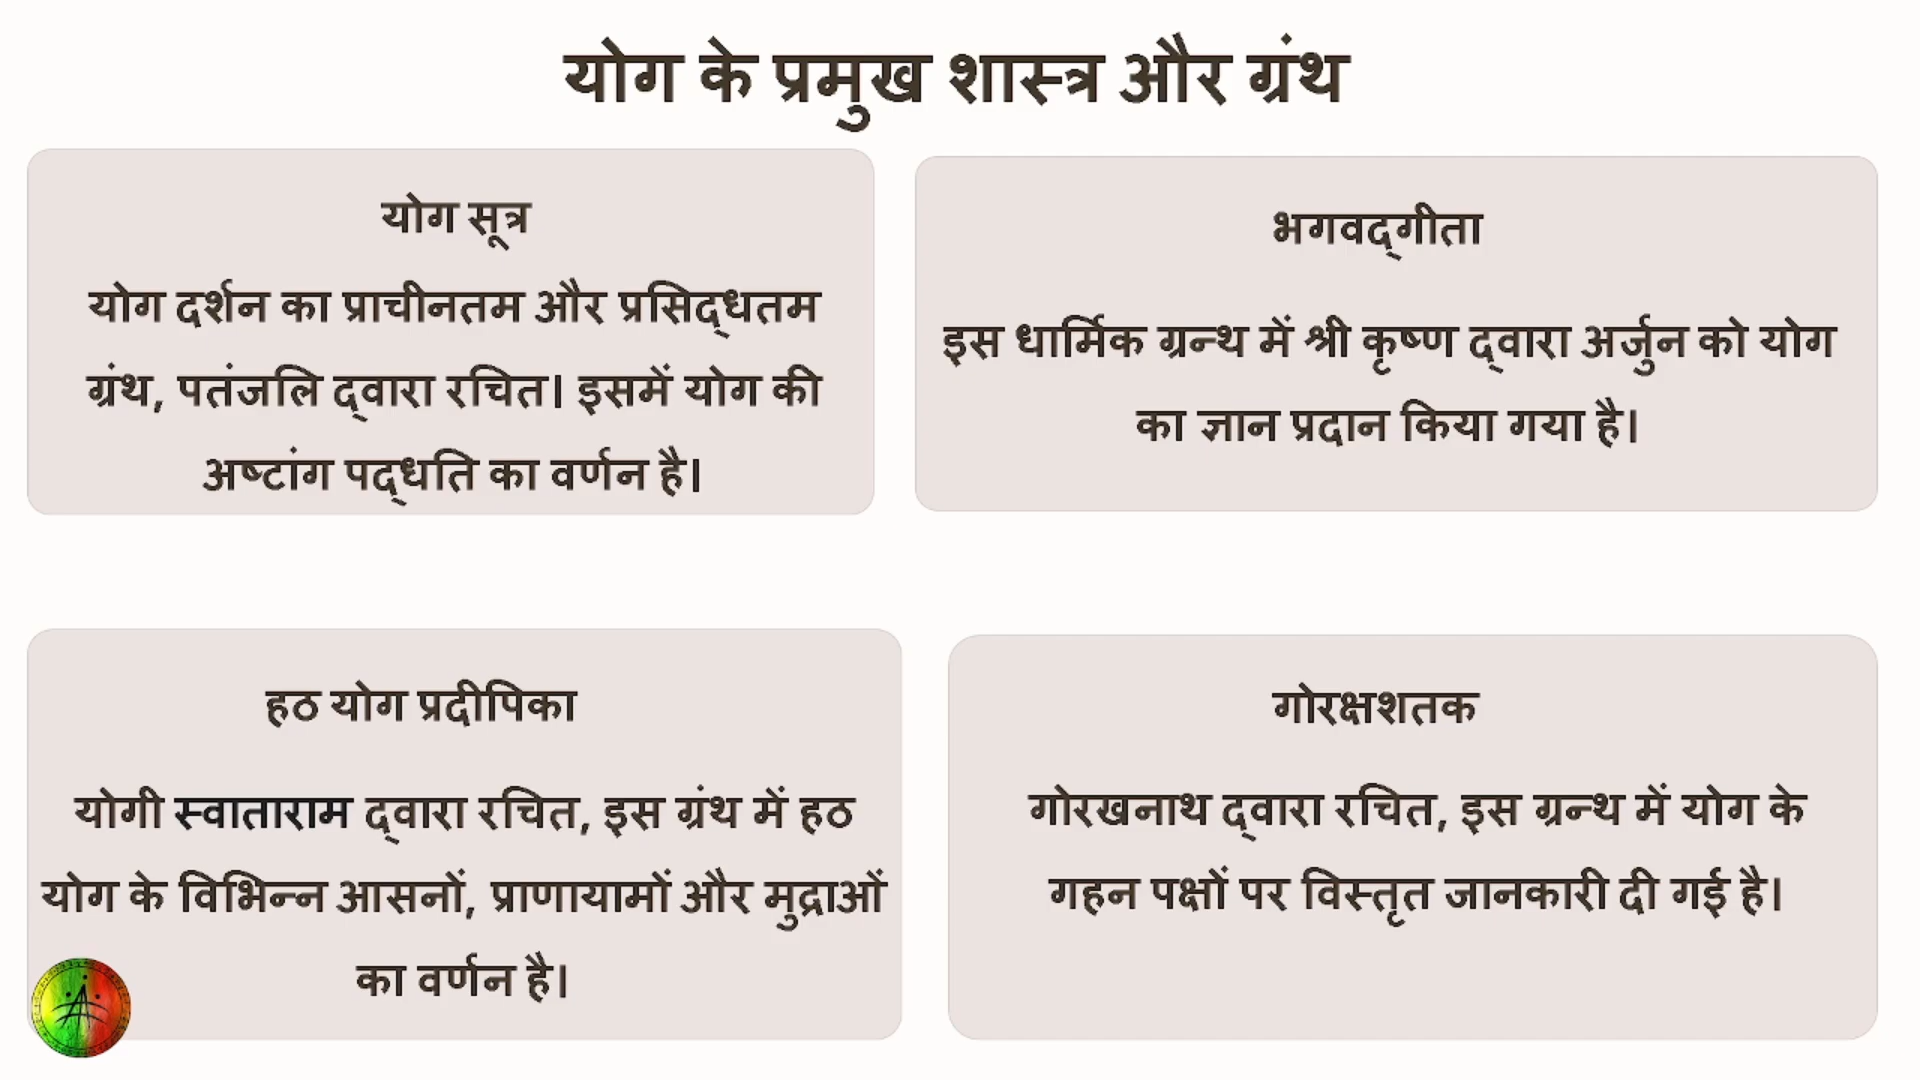 योग के प्रमुख शास्त्र और ग्रंथ
योग सूत्र
योग दर्शन का प्राचीनतम और प्रसिद्धतम
ग्रंथ, पतंजलि द्वारा रचित। इसमें योग की
अष्टांग पद्धति का वर्णन है।
भगवद्गीता
इस धार्मिक ग्रन्थ में श्री कृष्ण द्वारा अर्जुन को योग
का ज्ञान प्रदान किया गया है।
हठ योग प्रदीपिका
योगी स्वाताराम द्वारा रचित, इस ग्रंथ में हठ
योग के विभिन्न आसनों, प्राणायामों और मुद्राओं
का वर्णन है।
गोरक्षशतक
गोरखनाथ द्वारा रचित, इस ग्रन्थ में योग के
गहन पक्षों पर विस्तृत जानकारी दी गई है।